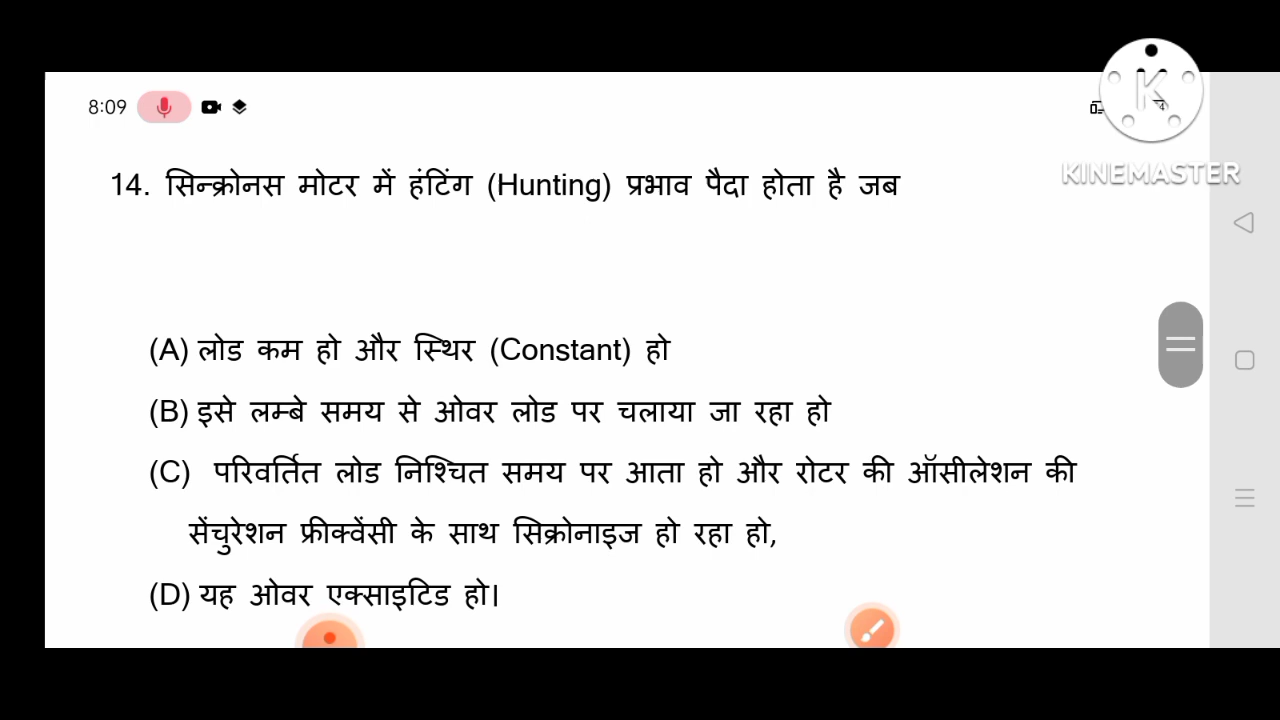 8:09
KINEMASTER
14. सिन्क्रोनस मोटर में हंटिंग (Hunting) प्रभाव पैदा होता है जब
(A) लोड कम हो और स्थिर (Constant) हो
(B) इसे लम्बे समय से ओवर लोड पर चलाया जा रहा हो
(C) परिवर्तित लोड निश्चित समय पर आता हो और रोटर की ऑसीलेशन की
सेंचुरेशन फ्रीक्वेंसी के साथ सिक्रोनाइज हो रहा हो,
(D) यह ओवर एक्साइटिड हो।